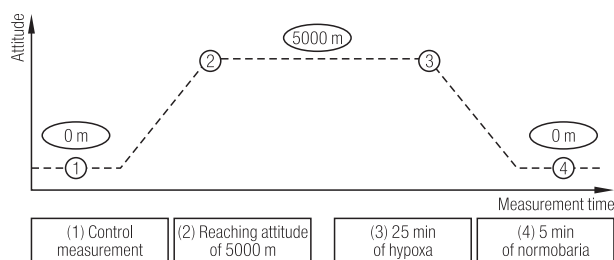 Attitude
5000 m
2
3
0 m
0 m
1
4
Measurement time
(1) Control
measurement
(2) Reaching attitude
of 5000 m
(3) 25 min
of hypoxa
(4) 5 min
of normobaria